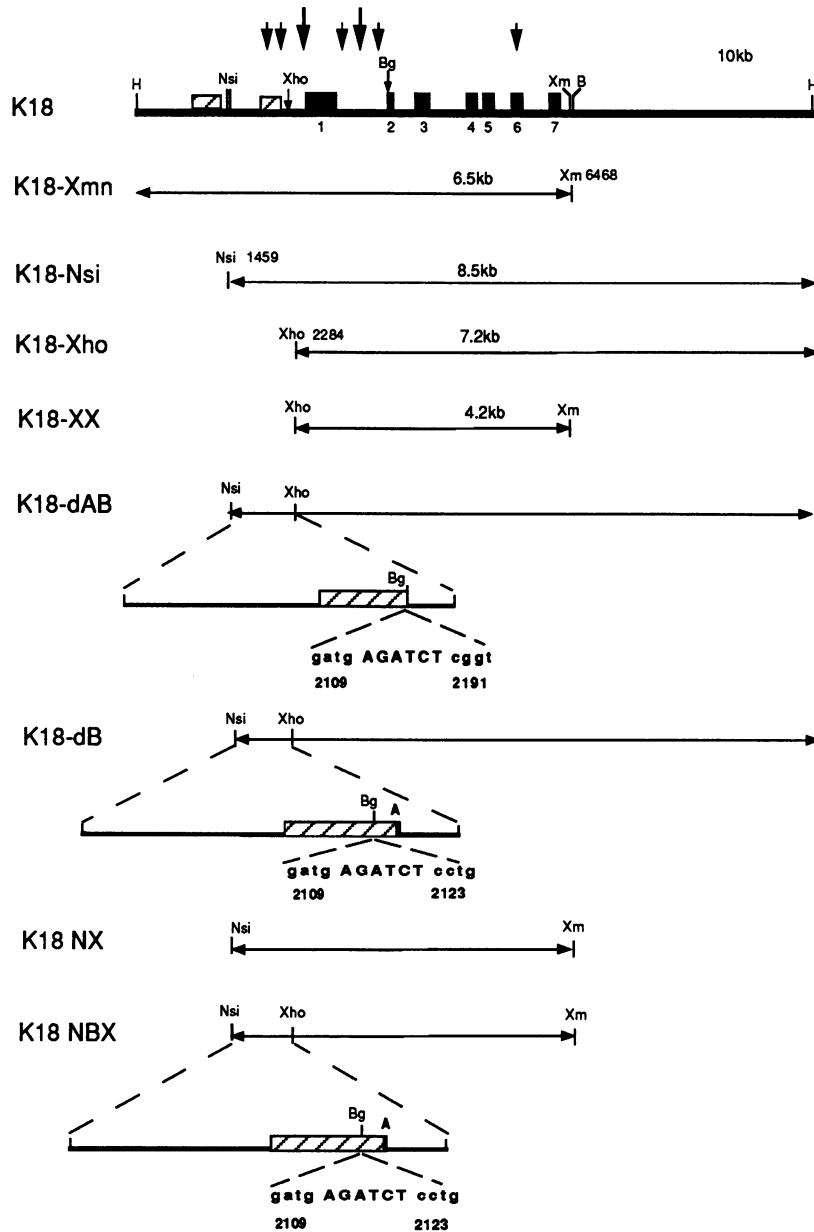 10kb
Bg
H Nsi Xho Xm B H
K18
1 2 3 4 5 6 7
K18-Xmn
6.5kb
Xm 6468
Nsi 1459
K18-Nsi
8.5kb
Xho 2284
K18-Xho
7.2kb
Xho
K18-XX
4.2kb
Xm
K18-dAB
Nsi Xho
Bg
gatg AGATCT cggt
2109 2191
K18-dB
Nsi Xho
Bg A
gatg AGATCT cctg
2109 2123
K18 NX
Nsi Xm
K18 NBX
Nsi Xho Xm
Bg A
gatg AGATCT cctg
2109 2123